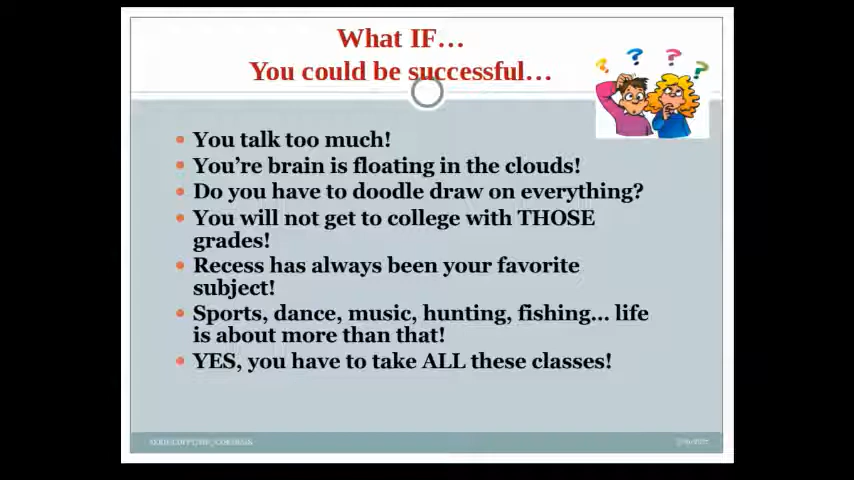 What IF…
You could be successful…
? ? ? ?
• You talk too much!
• You’re brain is floating in the clouds!
• Do you have to doodle draw on everything?
• You will not get to college with THOSE
grades!
• Recess has always been your favorite
subject!
• Sports, dance, music, hunting, fishing… life
is about more than that!
• YES, you have to take ALL these classes!